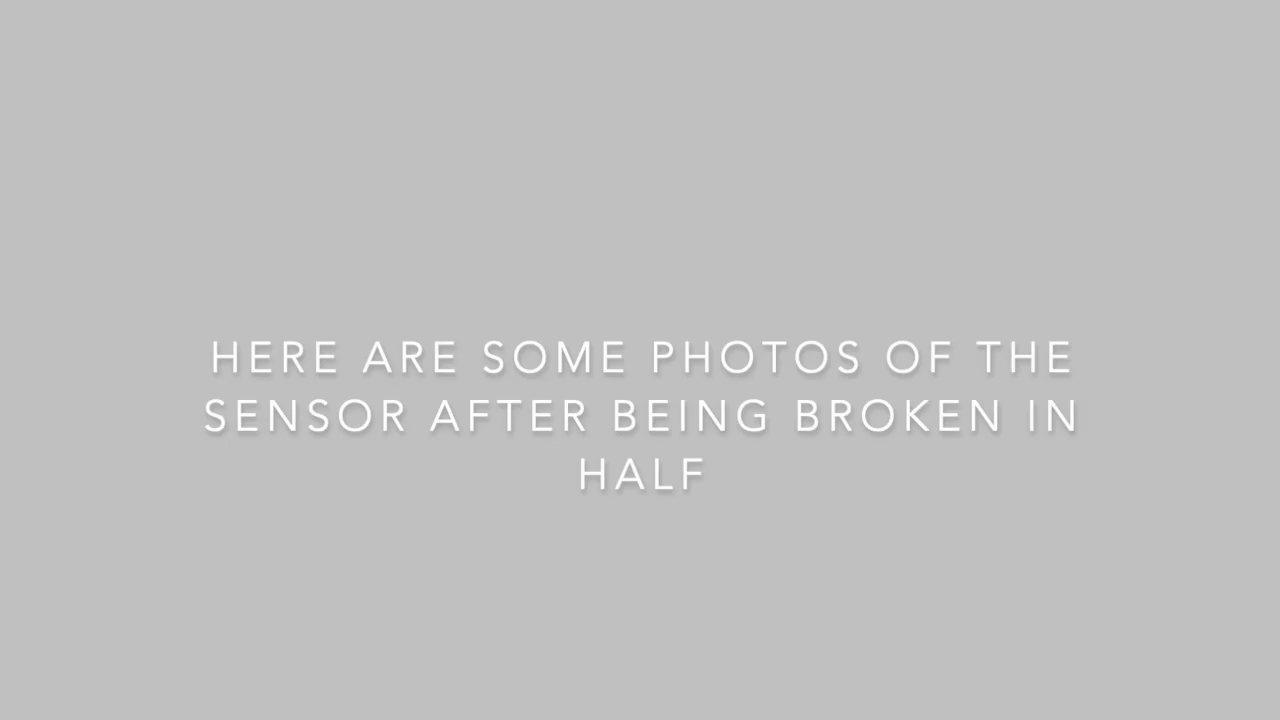 HERE ARE SOME PHOTOS OF THE
SENSOR AFTER BEING BROKEN IN
HALF